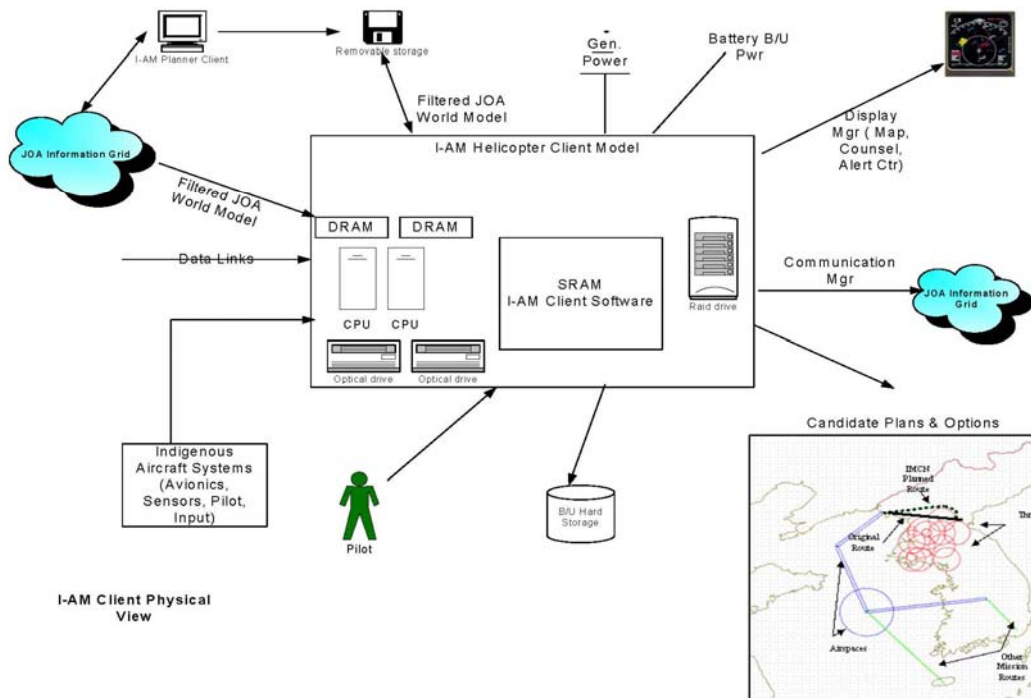 I-AM Planner Client
Removable storage
Gen.
Power
Battery B/U
Pwr
JOA Information Grid
Filtered JOA
World Model
Filtered JOA
World Model
Display
Mgr ( Map,
Counsel,
Alert Ctr)
I-AM Helicopter Client Model
DRAM
DRAM
Data Links
CPU
CPU
SRAM
I-AM Client Software
Raid drive
Communication
Mgr
JOA Information
Grid
Optical drive
Optical drive
Indigenous
Aircraft Systems
(Avionics,
Sensors, Pilot,
Input)
Pilot
B/U Hard
Storage
Candidate Plans & Options
IMCN
Planned
Route
Original
Route
Airspaces
Other
Mission
Routes
I-AM Client Physical
View